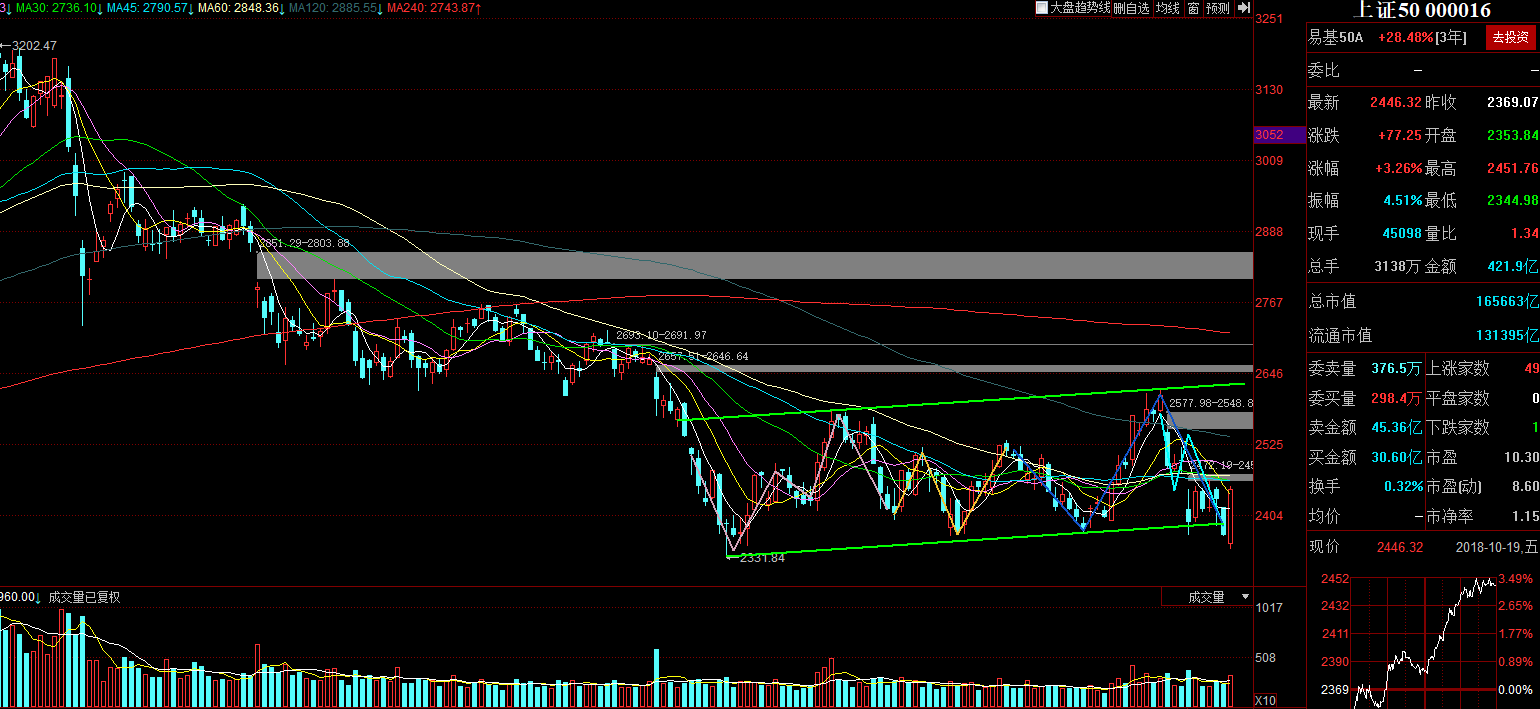 3↓ MA30: 2736.10↓ MA45: 2790.57↓ MA60: 2848.36↓ MA120: 2885.55↓ MA240: 2743.87↑
大盘趋势线 删自选 均线 窗 预测
3202.47
2851.29-2803.88
2693.10-2691.97
2657.51-2646.64
2577.98-2548.8
2472.19-245
2331.84
3251
3130
3052
3009
2888
2767
2646
2525
2404
960.00↓ 成交量已复权
成交量
1017
508
X10
上证50 000016
易基50A +28.48%[3年] 去投资
委比 – –
最新 2446.32 昨收 2369.07
涨跌 +77.25 开盘 2353.84
涨幅 +3.26% 最高 2451.76
振幅 4.51% 最低 2344.98
现手 45098 量比 1.34
总手 3138万 金额 421.9亿
总市值 165663亿
流通市值 131395亿
委卖量 376.5万 上涨家数 49
委买量 298.4万 平盘家数 0
卖金额 45.36亿 下跌家数 1
买金额 30.60亿 市盈 10.30
换手 0.32% 市盈(动) 8.60
均价 – 市净率 1.15
现价 2446.32 2018-10-19,五
2452 3.49%
2432 2.65%
2411 1.77%
2390 0.89%
2369 0.00%